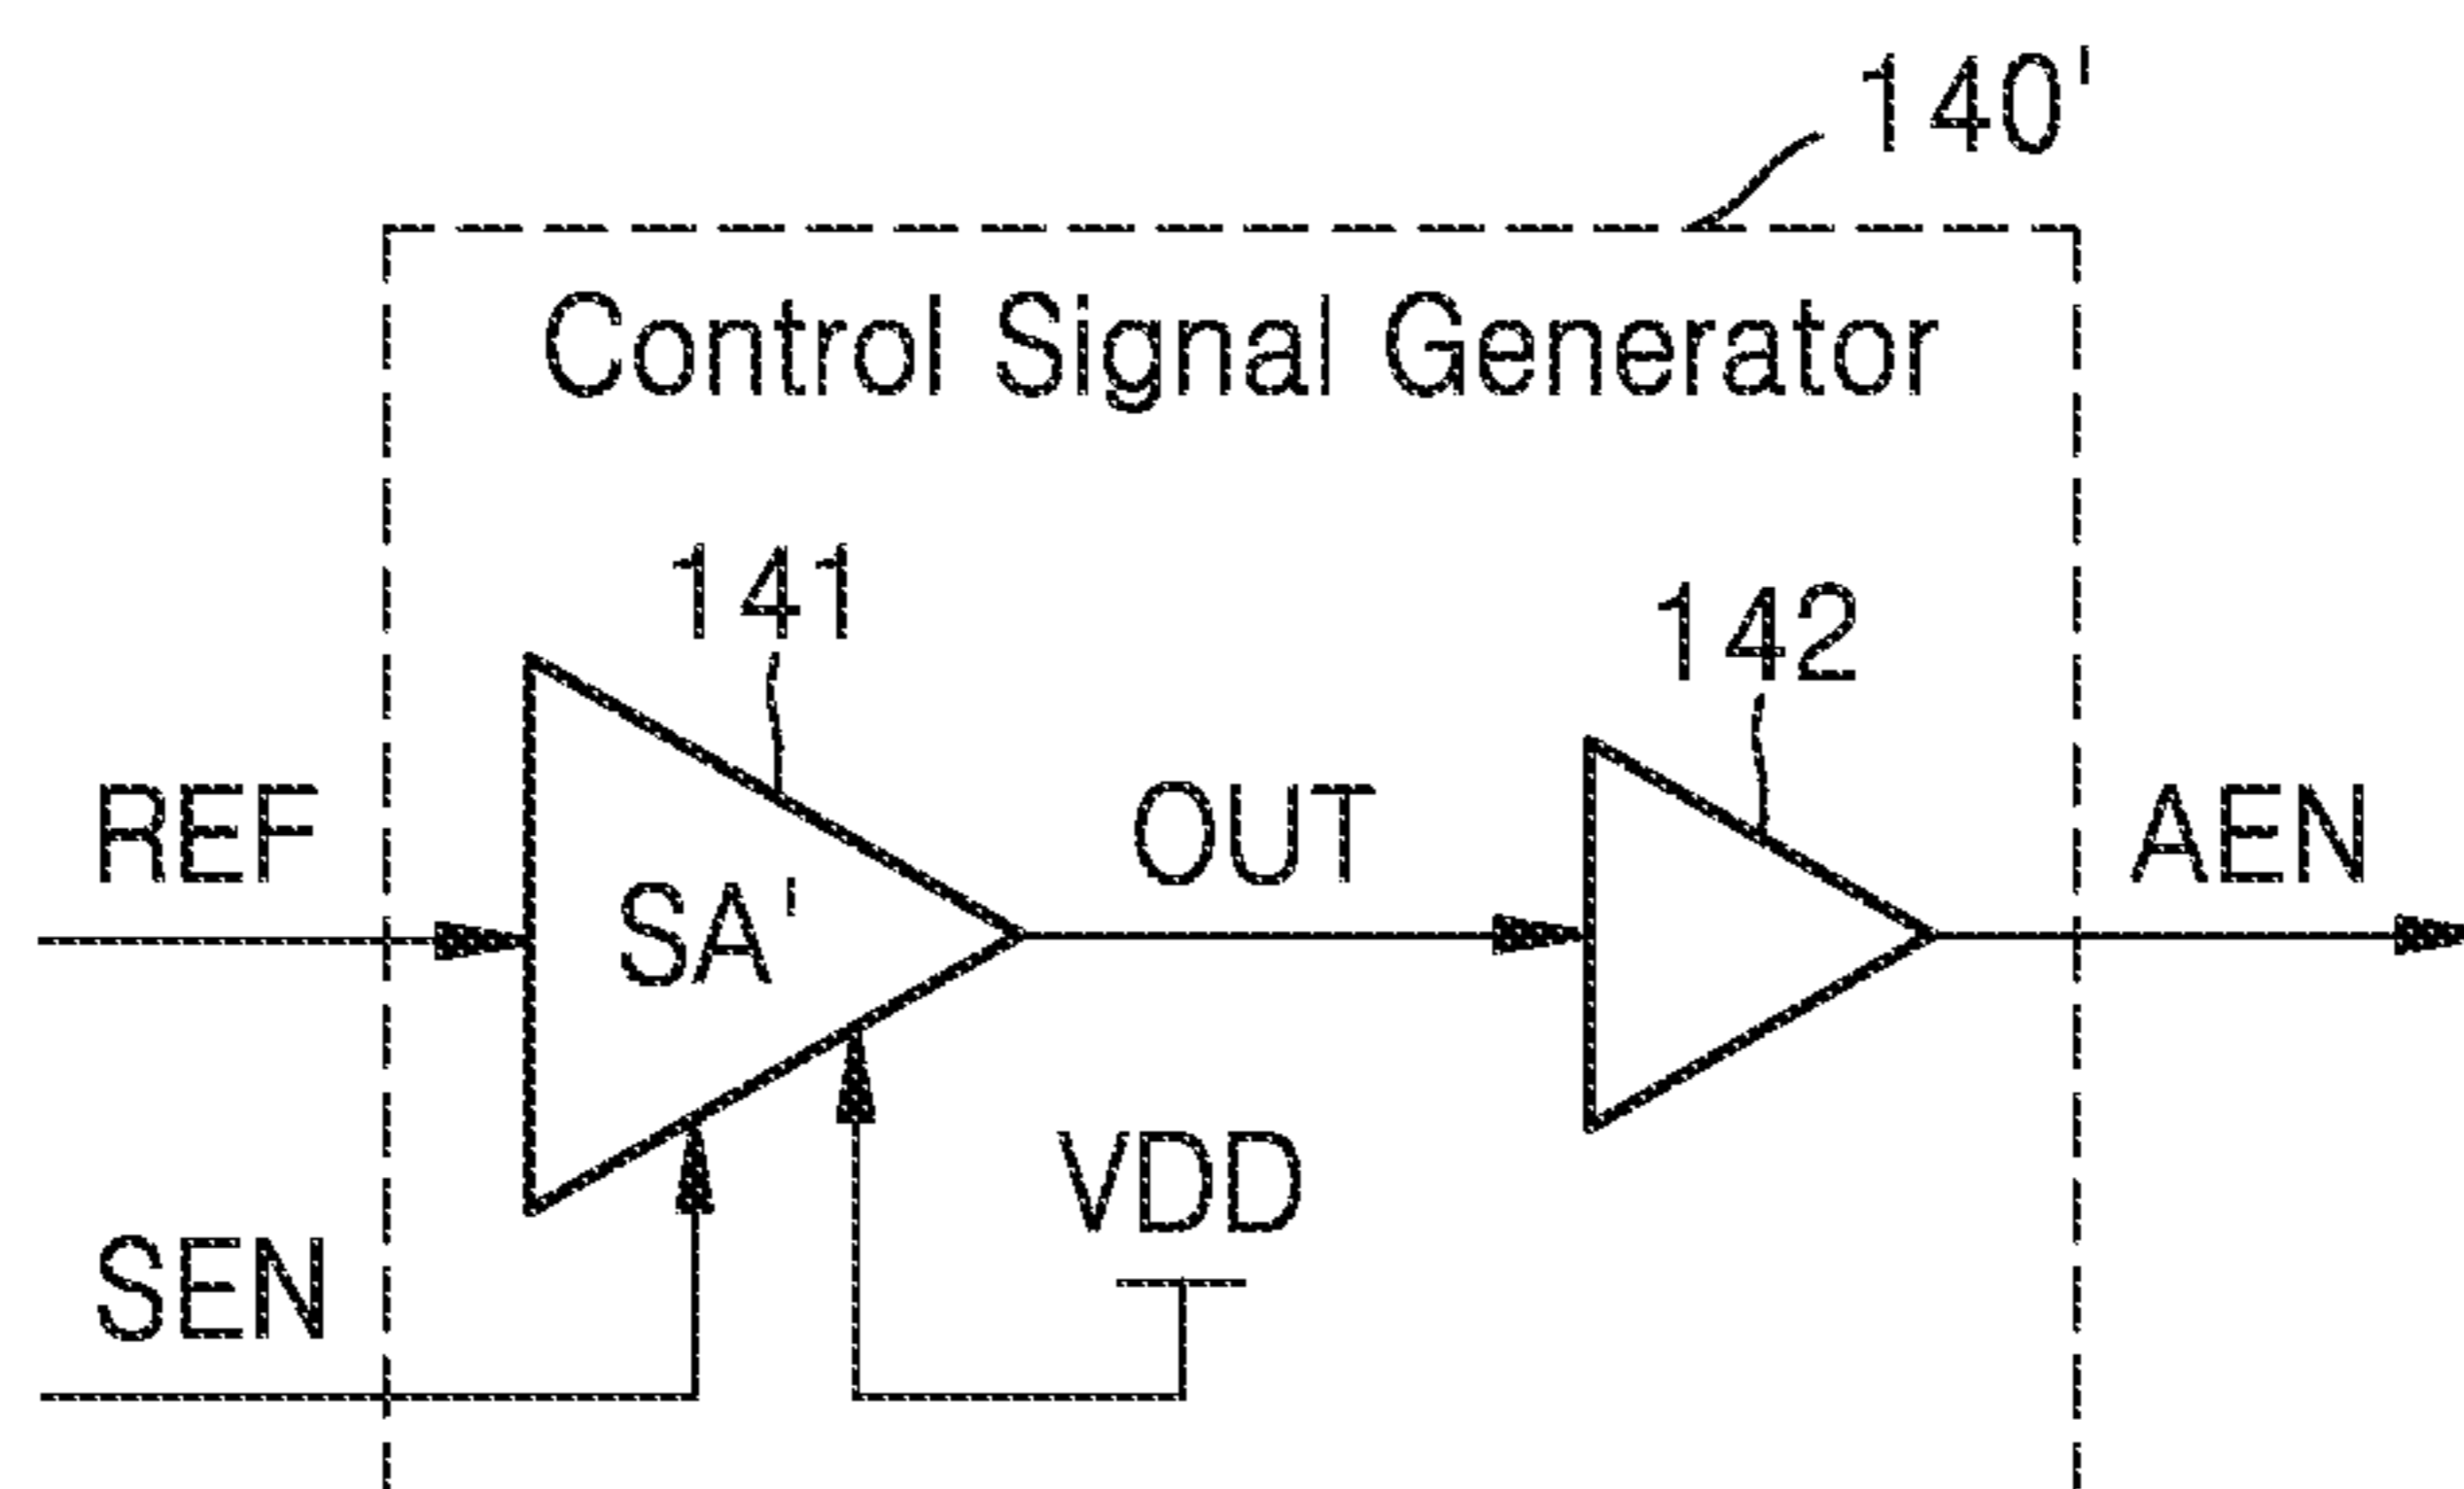 140'
Control Signal Generator
141
142
REF
SA'
OUT
AEN
VDD
SEN